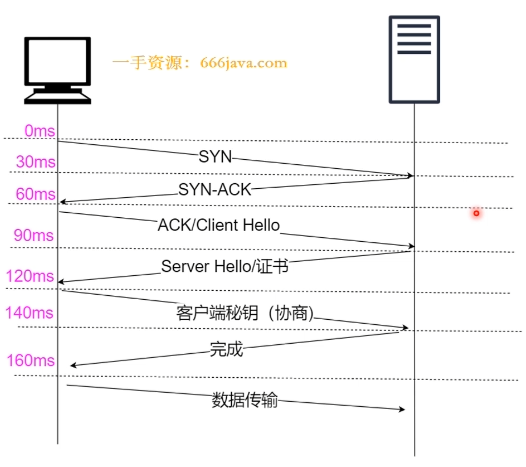 一手资源：666java.com
0ms
SYN
30ms
SYN-ACK
60ms
ACK/Client Hello
90ms
Server Hello/证书
120ms
客户端秘钥（协商)
140ms
完成
160ms
数据传输